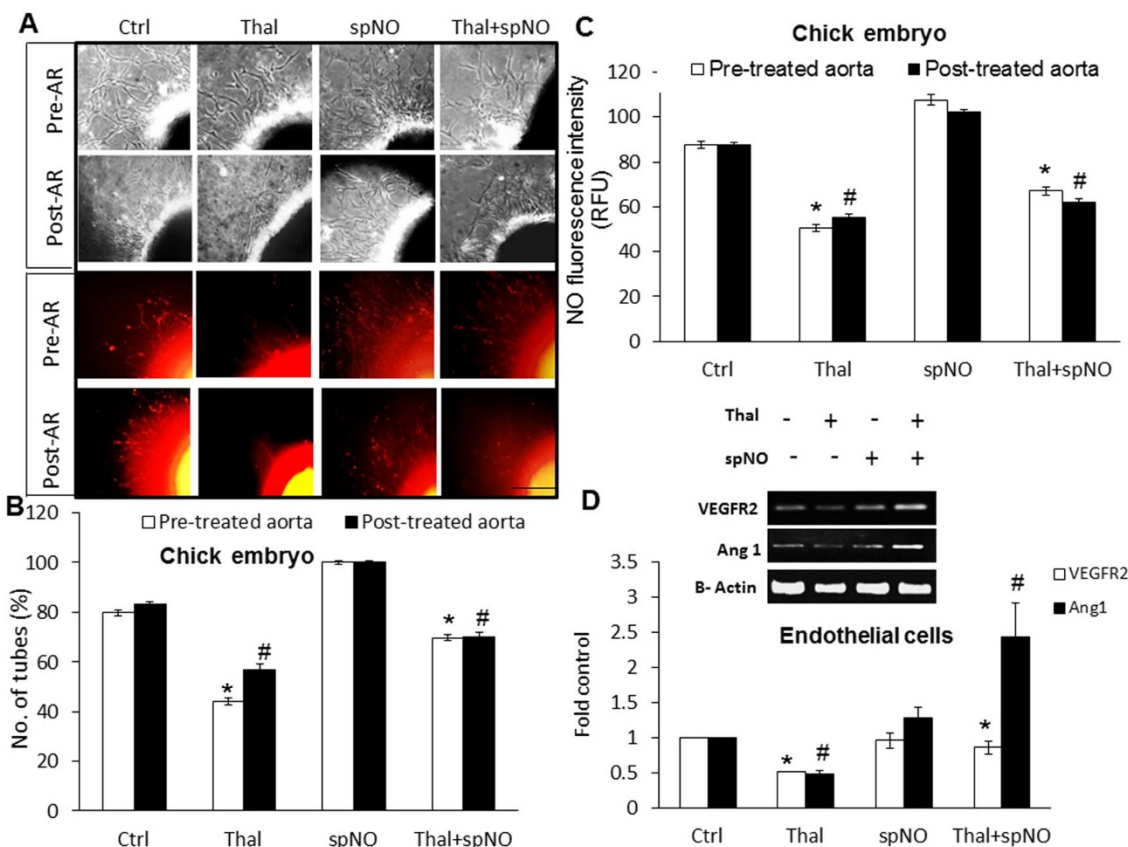 A
Ctrl Thal spNO Thal+spNO
Pre-AR
Post-AR
Pre-AR
Post-AR
B
120
100
80
60
40
20
0
No. of tubes (%)
Pre-treated aorta Post-treated aorta
Chick embryo
*
#
*
#
Ctrl Thal spNO Thal+spNO
C
Chick embryo
120
100
80
60
40
20
0
NO fluorescence intensity
(RFU)
Pre-treated aorta Post-treated aorta
*
#
*
#
Ctrl Thal spNO Thal+spNO
Thal - + - +
spNO - - + +
D
VEGFR2
Ang 1
B- Actin
Endothelial cells
3.5
3
2.5
2
1.5
1
0.5
0
Fold control
VEGFR2
Ang1
*
#
*
#
Ctrl Thal spNO Thal+spNO